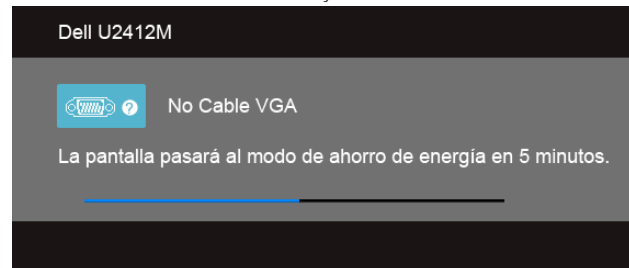 Dell U2412M
No Cable VGA
La pantalla pasará al modo de ahorro de energía en 5 minutos.